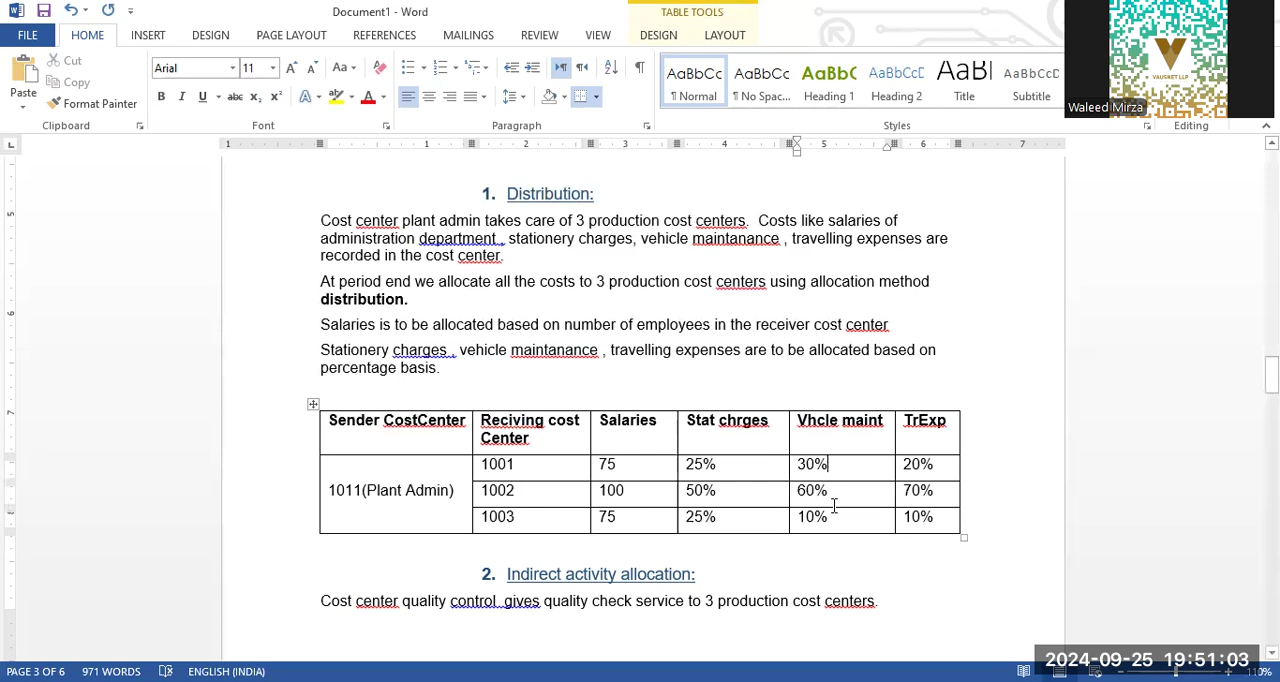 Document1 - Word
TABLE TOOLS
FILE HOME INSERT DESIGN PAGE LAYOUT REFERENCES MAILINGS REVIEW VIEW DESIGN LAYOUT
Cut
Copy
Format Painter
Paste
Clipboard
Arial 11
Font
Paragraph
AaBbCc AaBbCc AaBbC AaBbCcD AaBl AaBbCcD
¶ Normal ¶ No Spac... Heading 1 Heading 2 Title Subtitle
Styles
Editing
VAUSKET LLP
Waleed Mirza
1. Distribution:
Cost center plant admin takes care of 3 production cost centers. Costs like salaries of
administration department , stationery charges, vehicle maintanance , travelling expenses are
recorded in the cost center.
At period end we allocate all the costs to 3 production cost centers using allocation method
distribution.
Salaries is to be allocated based on number of employees in the receiver cost center
Stationery charges , vehicle maintanance , travelling expenses are to be allocated based on
percentage basis.
Sender CostCenter Reciving cost Center Salaries Stat chrges Vhcle maint TrExp
1011(Plant Admin) 1001 75 25% 30% 20%
1002 100 50% 60% 70%
1003 75 25% 10% 10%
2. Indirect activity allocation:
Cost center quality control gives quality check service to 3 production cost centers.
2024-09-25 19:51:03
PAGE 3 OF 6 971 WORDS ENGLISH (INDIA) 110%